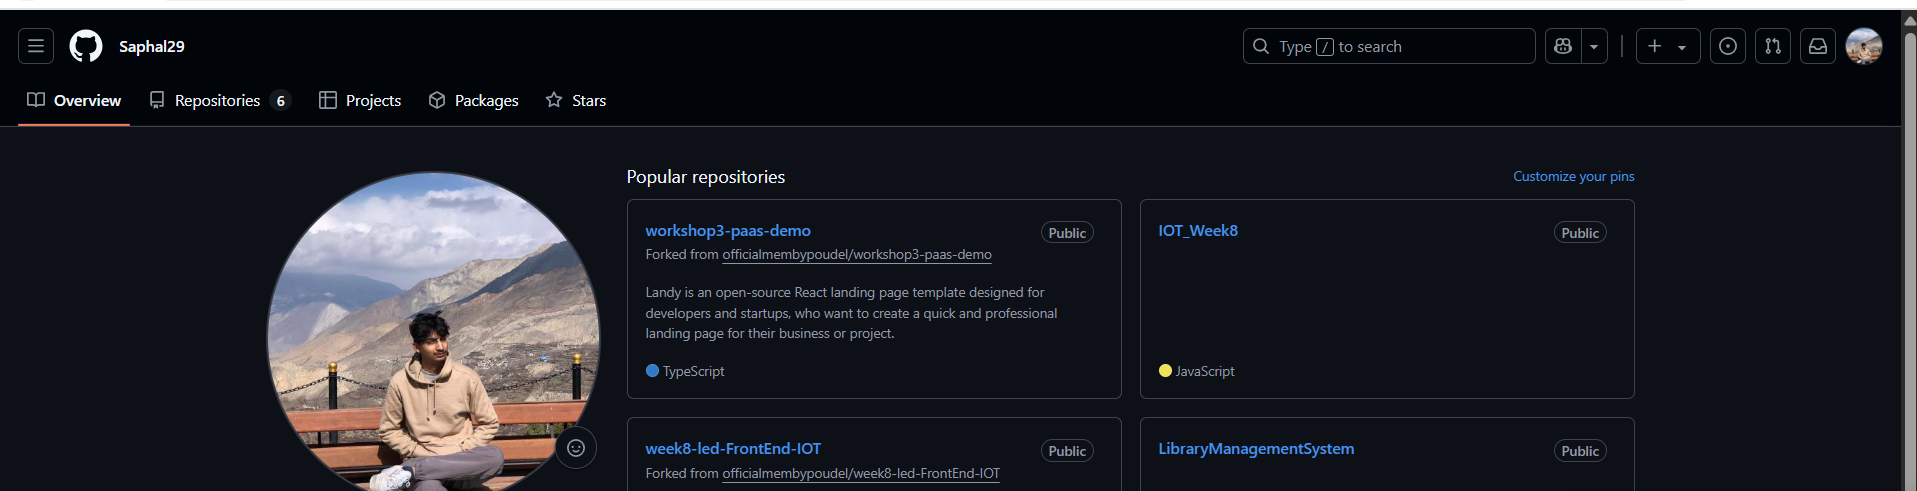 Saphal29
Type / to search
Overview
Repositories 6
Projects
Packages
Stars
Popular repositories
Customize your pins
workshop3-paas-demo
Public
Forked from officialmembypoudel/workshop3-paas-demo
Landy is an open-source React landing page template designed for
developers and startups, who want to create a quick and professional
landing page for their business or project.
TypeScript
IOT_Week8
Public
JavaScript
week8-led-FrontEnd-IOT
Public
Forked from officialmembypoudel/week8-led-FrontEnd-IOT
LibraryManagementSystem
Public